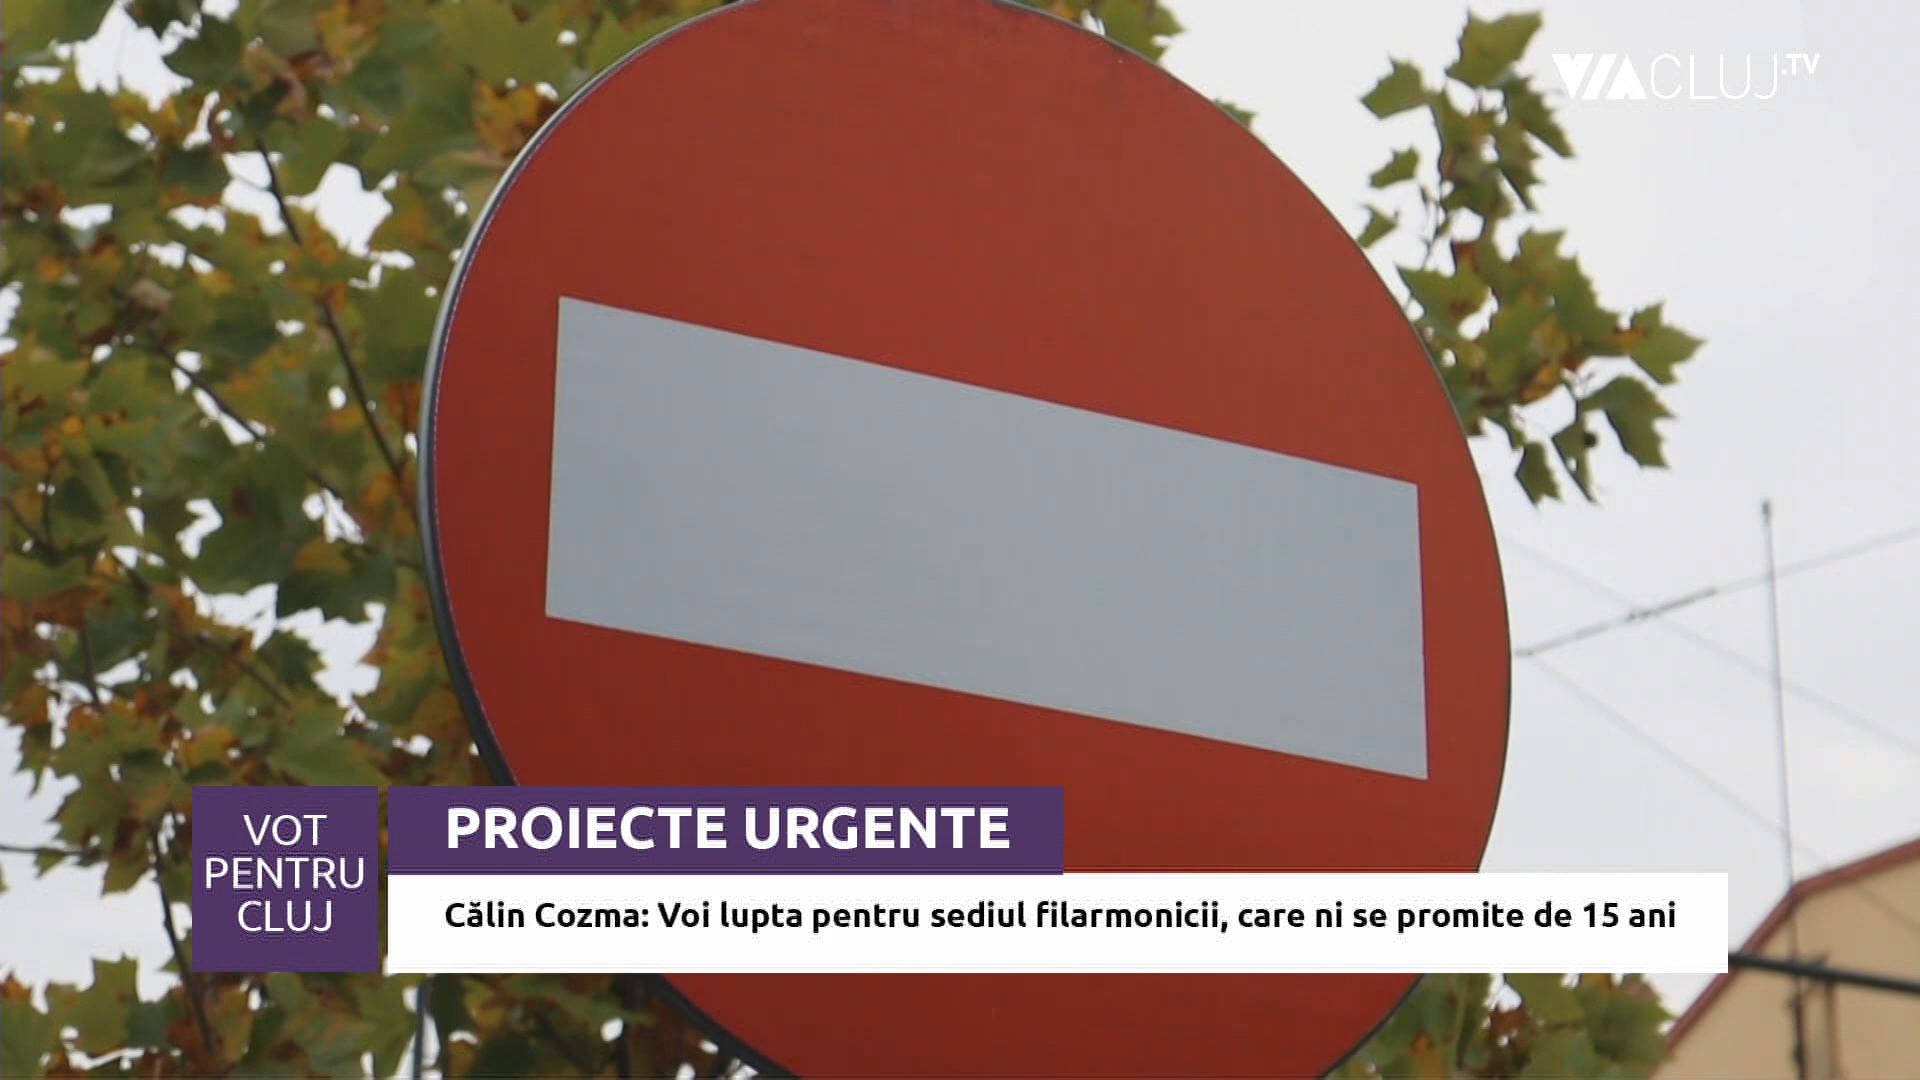 VIACLUJ.TV
PROIECTE URGENTE
VOT
PENTRU
CLUJ
Călin Cozma: Voi lupta pentru sediul filarmonicii, care ni se promite de 15 ani